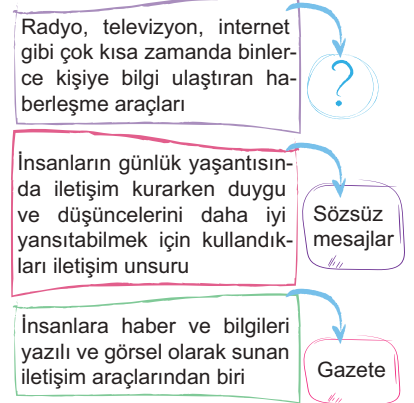 Radyo, televizyon, internet
gibi çok kısa zamanda binler-
ce kişiye bilgi ulaştıran ha-
berleşme araçları
?
İnsanların günlük yaşantısın-
da iletişim kurarken duygu
ve düşüncelerini daha iyi
yansıtabilmek için kullandık-
ları iletişim unsuru
Sözsüz
mesajlar
İnsanlara haber ve bilgileri
yazılı ve görsel olarak sunan
iletişim araçlarından biri
Gazete